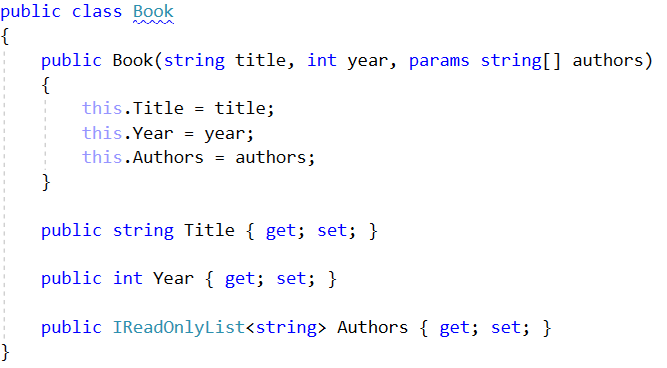 public class Book
{
    public Book(string title, int year, params string[] authors)
    {
        this.Title = title;
        this.Year = year;
        this.Authors = authors;
    }
    public string Title { get; set; }
    public int Year { get; set; }
    public IReadOnlyList<string> Authors { get; set; }
}